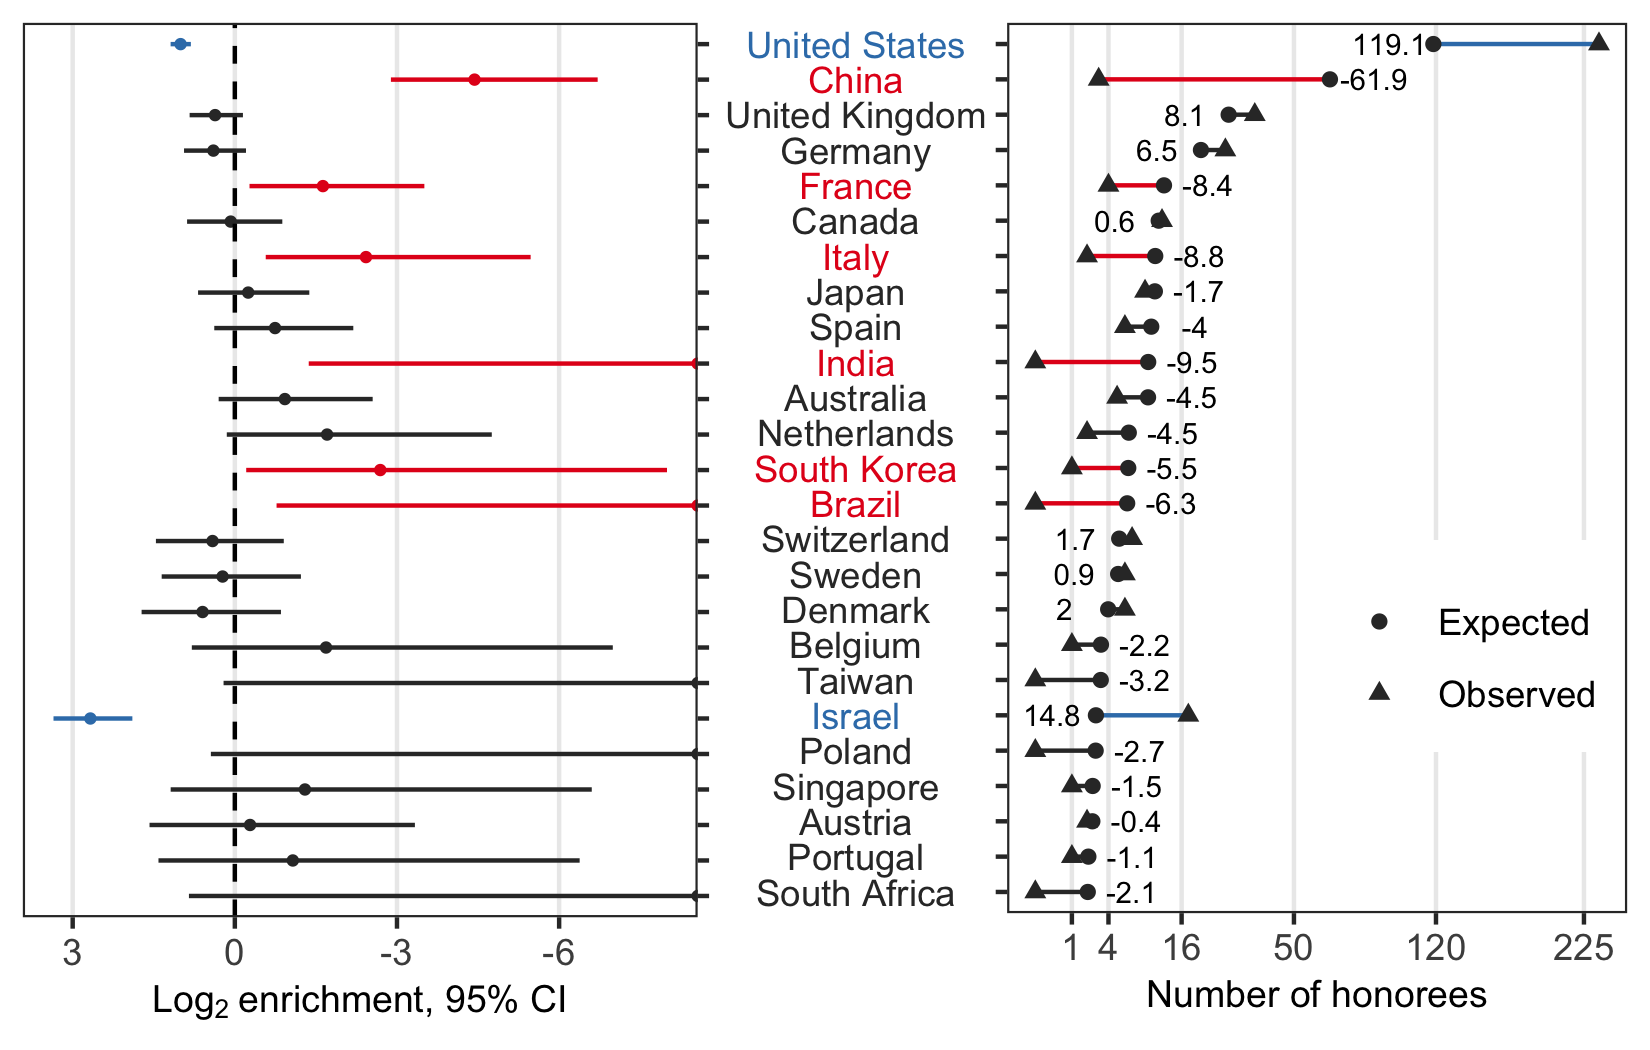 United States 119.1
China -61.9
United Kingdom 8.1
Germany 6.5
France -8.4
Canada 0.6
Italy -8.8
Japan -1.7
Spain -4
India -9.5
Australia -4.5
Netherlands -4.5
South Korea -5.5
Brazil -6.3
Switzerland 1.7
Sweden 0.9
Denmark 2
Belgium -2.2
Taiwan -3.2
Israel 14.8
Poland -2.7
Singapore -1.5
Austria -0.4
Portugal -1.1
South Africa -2.1
Expected
Observed
3 0 -3 -6
Log₂ enrichment, 95% CI
1 4 16 50 120 225
Number of honorees